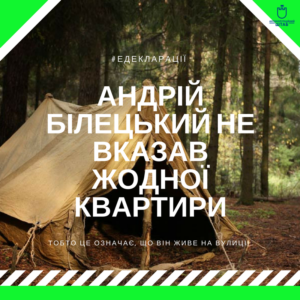 #ЕДЕКЛАРАЦІЇ
АНДРІЙ
БІЛЕЦЬКИЙ НЕ
ВКАЗАВ
ЖОДНОЇ
КВАРТИРИ
ТОБТО ЦЕ ОЗНАЧАЄ, ЩО ВІН ЖИВЕ НА ВУЛИЦІ